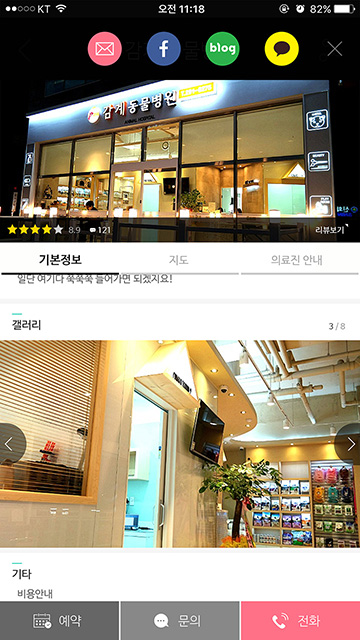 ●●○○○ KT 오전 11:18 82%
blog
감계동물병원
ANIMAL HOSPITAL
8.9 121 리뷰보기
기본정보 지도 의료진 안내
일단 여기다 쭉쭉쭉 들어가면 되겠지요!
갤러리 3 / 8
기타
비용안내
예약 문의 전화